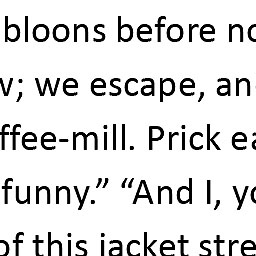 bloons before no
w; we escape, an
ffee-mill. Prick ea
funny.” “And I, yo
of this jacket stre